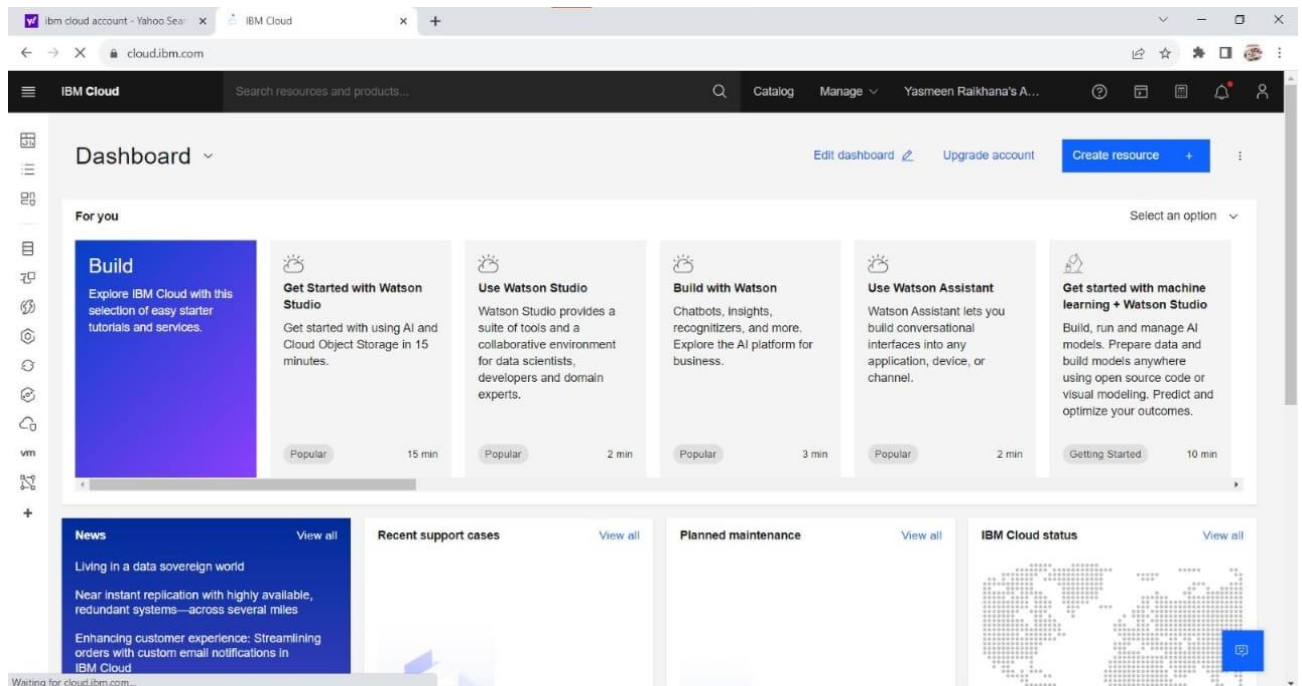 ibm cloud account - Yahoo Sear
IBM Cloud
cloud.ibm.com
IBM Cloud
Search resources and products...
Catalog
Manage
Yasmeen Raikhana's A...
Dashboard
Edit dashboard
Upgrade account
Create resource +
For you
Select an option
Build
Explore IBM Cloud with this
selection of easy starter
tutorials and services.
Get Started with Watson
Studio
Get started with using AI and
Cloud Object Storage in 15
minutes.
Popular
15 min
Use Watson Studio
Watson Studio provides a
suite of tools and a
collaborative environment
for data scientists,
developers and domain
experts.
Popular
2 min
Build with Watson
Chatbots, insights,
recognizers, and more.
Explore the AI platform for
business.
Popular
3 min
Use Watson Assistant
Watson Assistant lets you
build conversational
interfaces into any
application, device, or
channel.
Popular
2 min
Get started with machine
learning + Watson Studio
Build, run and manage AI
models. Prepare data and
build models anywhere
using open source code or
visual modeling. Predict and
optimize your outcomes.
Getting Started
10 min
vm
News
View all
Living in a data sovereign world
Near instant replication with highly available,
redundant systems—across several miles
Enhancing customer experience: Streamlining
orders with custom email notifications in
IBM Cloud
Recent support cases
View all
Planned maintenance
View all
IBM Cloud status
View all
Waiting for cloud.ibm.com...